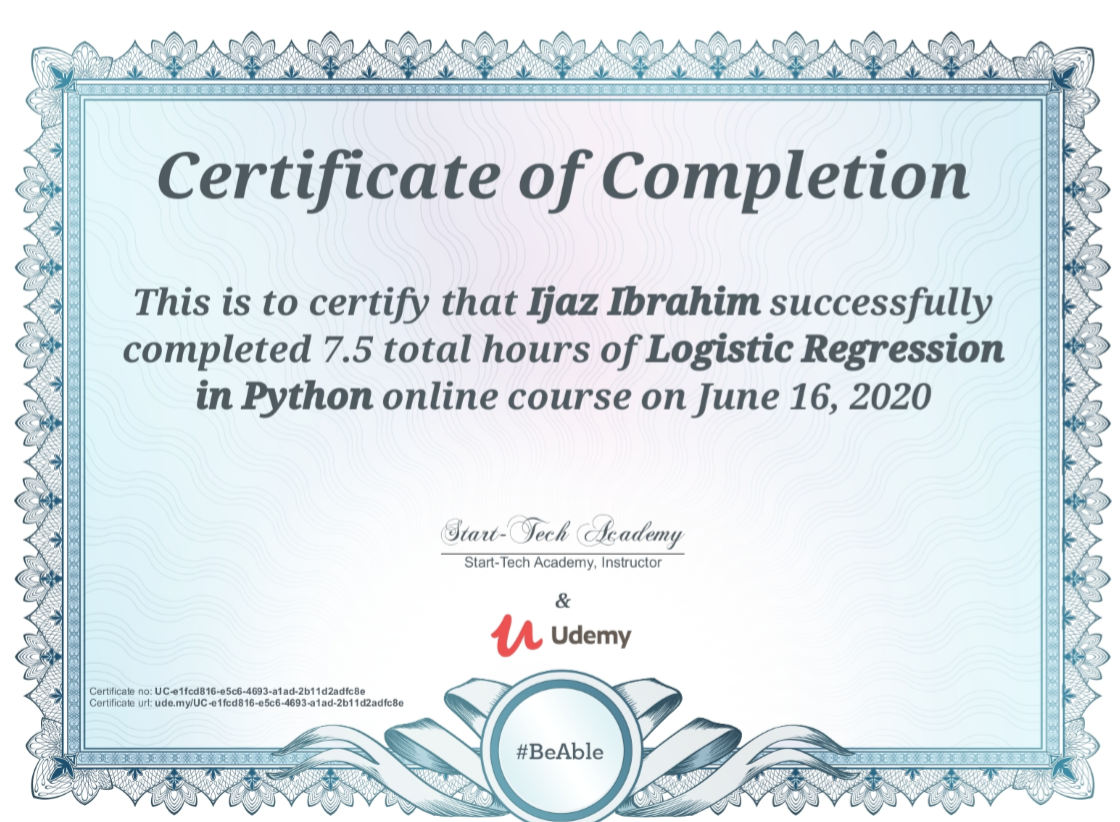 Certificate of Completion
This is to certify that Ijaz Ibrahim successfully
completed 7.5 total hours of Logistic Regression
in Python online course on June 16, 2020
Start-Tech Academy
Start-Tech Academy, Instructor
&
Udemy
Certificate no: UC-e1fcd816-e5c6-4693-a1ad-2b11d2adfc8e
Certificate url: ude.my/UC-e1fcd816-e5c6-4693-a1ad-2b11d2adfc8e
#BeAble